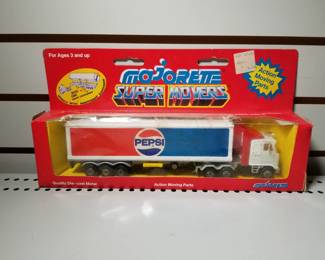 For Ages 3 and up
majorette
SUPER MOVERS
Action
Moving
Parts
PEPSI
Quality Die-cast Metal
Action Moving Parts
majorette